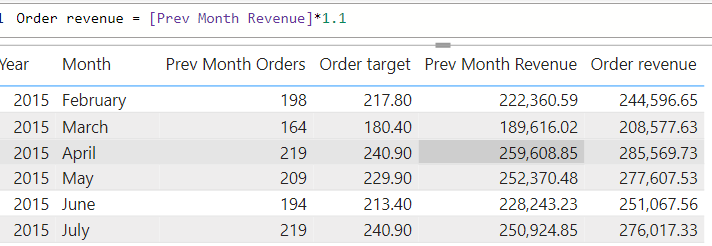 1 Order revenue = [Prev Month Revenue]*1.1
Year Month Prev Month Orders Order target Prev Month Revenue Order revenue
2015 February 198 217.80 222,360.59 244,596.65
2015 March 164 180.40 189,616.02 208,577.63
2015 April 219 240.90 259,608.85 285,569.73
2015 May 209 229.90 252,370.48 277,607.53
2015 June 194 213.40 228,243.23 251,067.56
2015 July 219 240.90 250,924.85 276,017.33